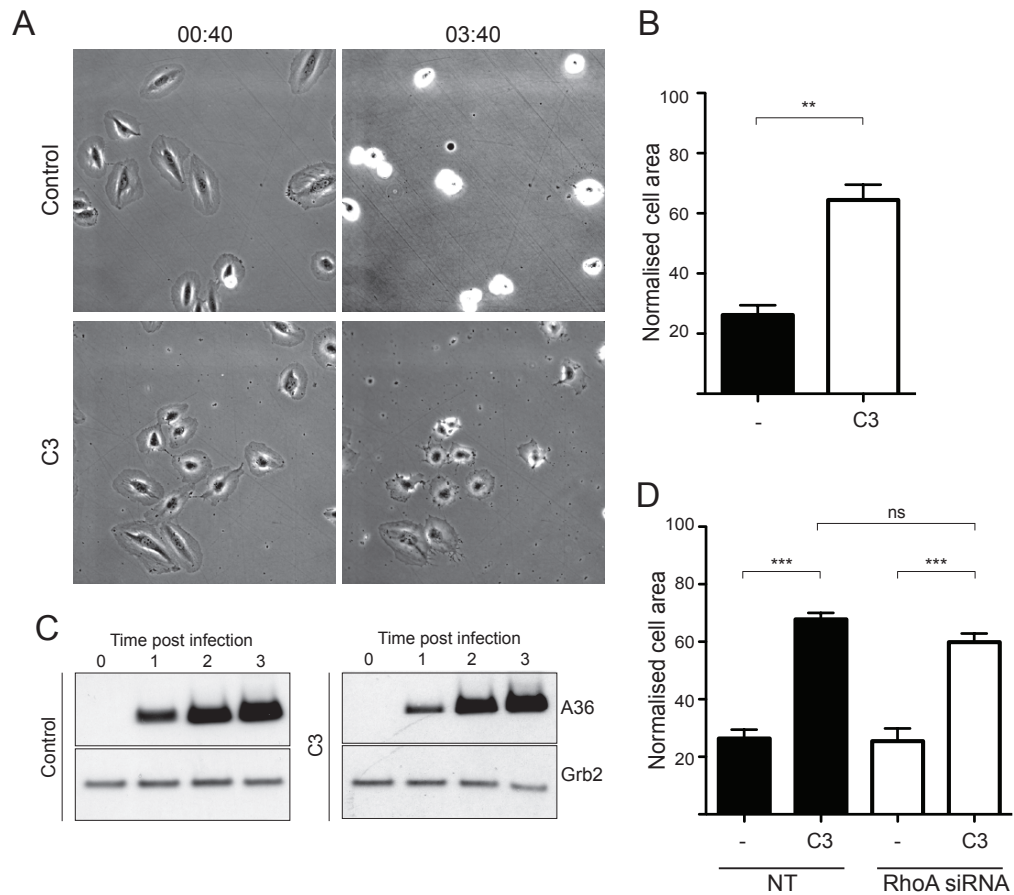 A
00:40
03:40
Control
C3
B
Normalised cell area
100
80
60
40
20
**
-
C3
C
Time post infection
0 1 2 3
Control
Time post infection
0 1 2 3
C3
A36
Grb2
D
Normalised cell area
100
80
60
40
20
ns
***
***
-
C3
-
C3
NT
RhoA siRNA